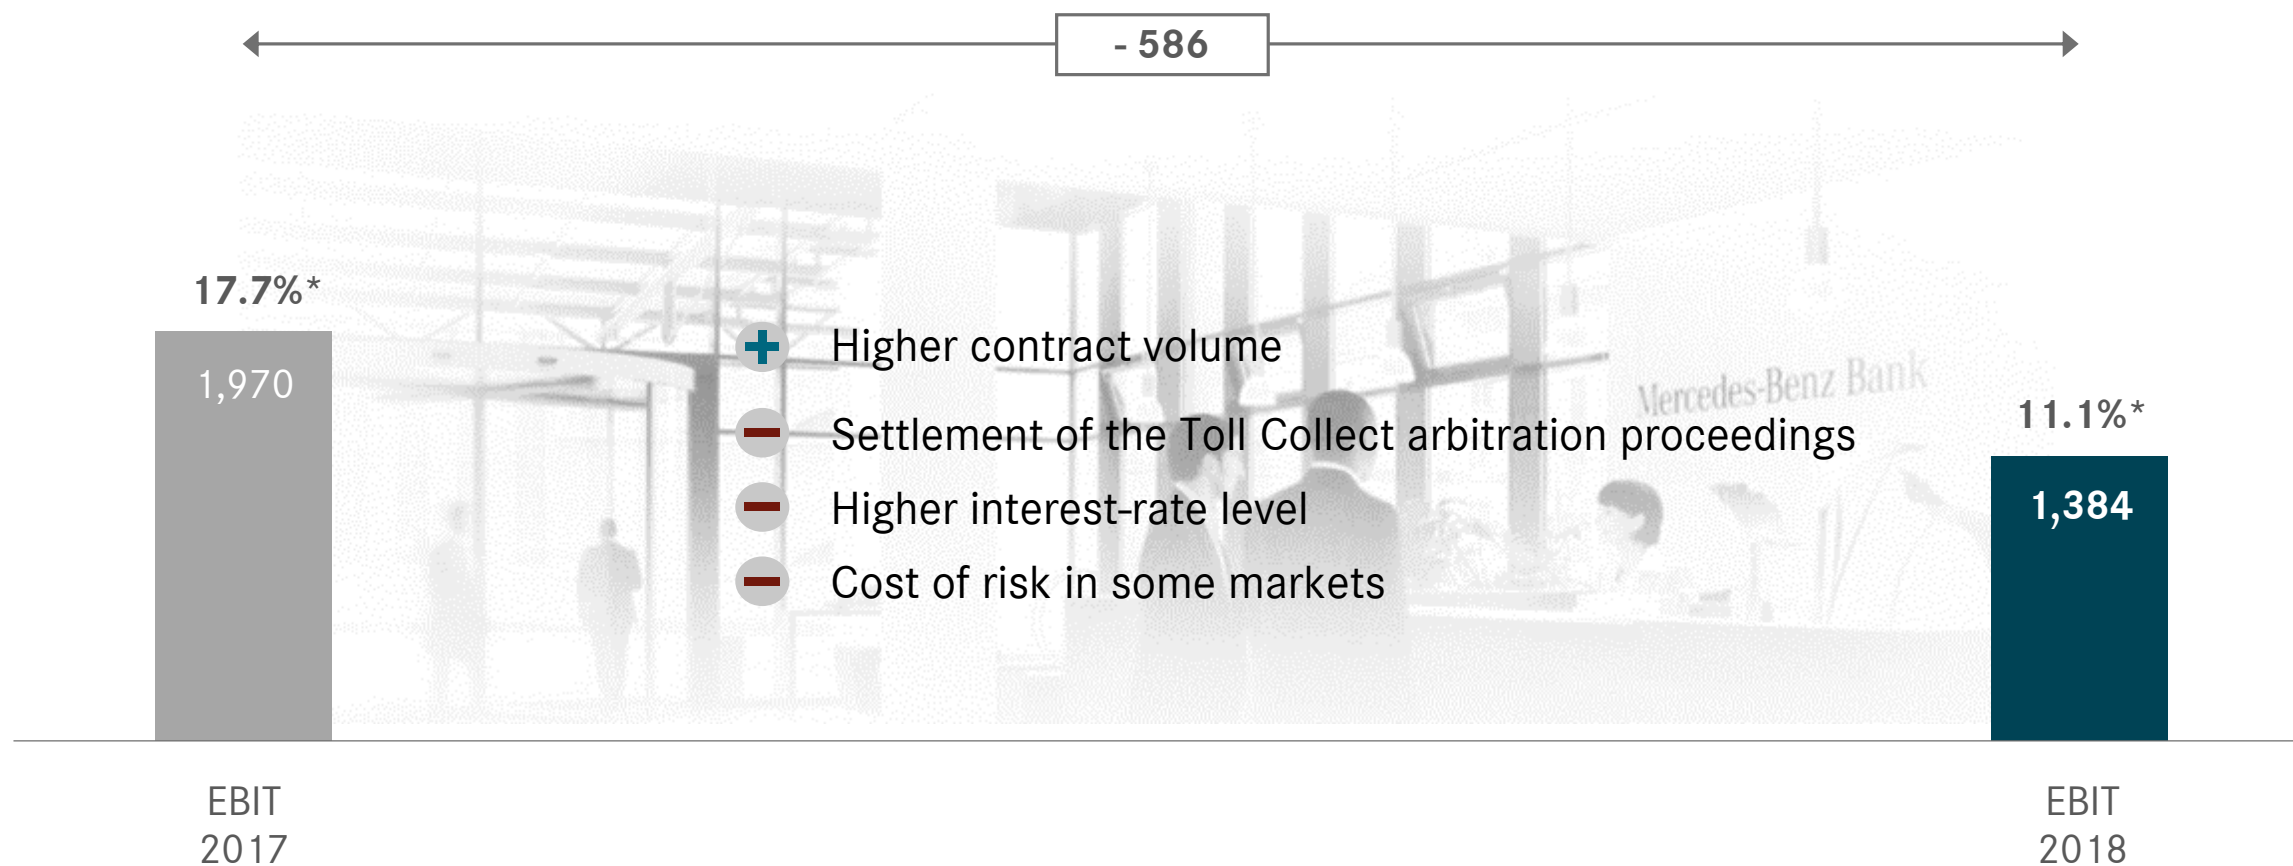 - 586
17.7%*
1,970
Higher contract volume
Settlement of the Toll Collect arbitration proceedings
Higher interest-rate level
Cost of risk in some markets
Mercedes-Benz Bank
11.1%*
1,384
EBIT
2017
EBIT
2018